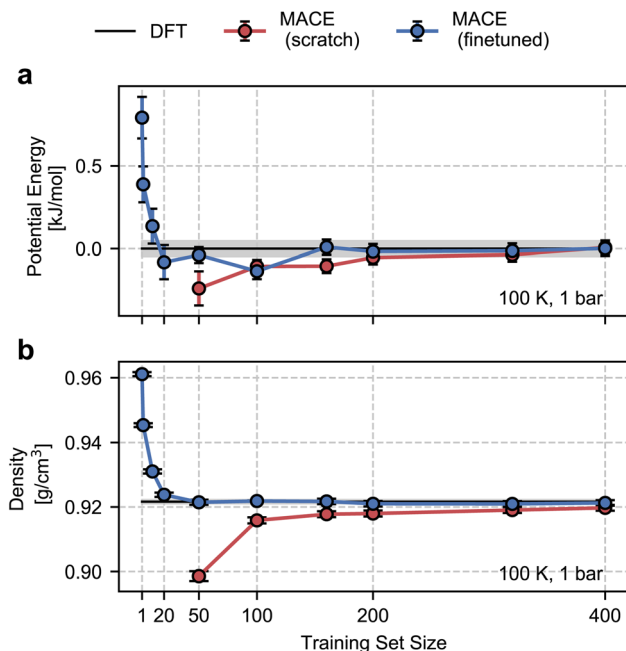 DFT
MACE
(scratch)
MACE
(finetuned)
a
Potential Energy
[kJ/mol]
0.5
0.0
100 K, 1 bar
b
Density
[g/cm³]
0.96
0.94
0.92
0.90
100 K, 1 bar
1 20 50 100 200 400
Training Set Size